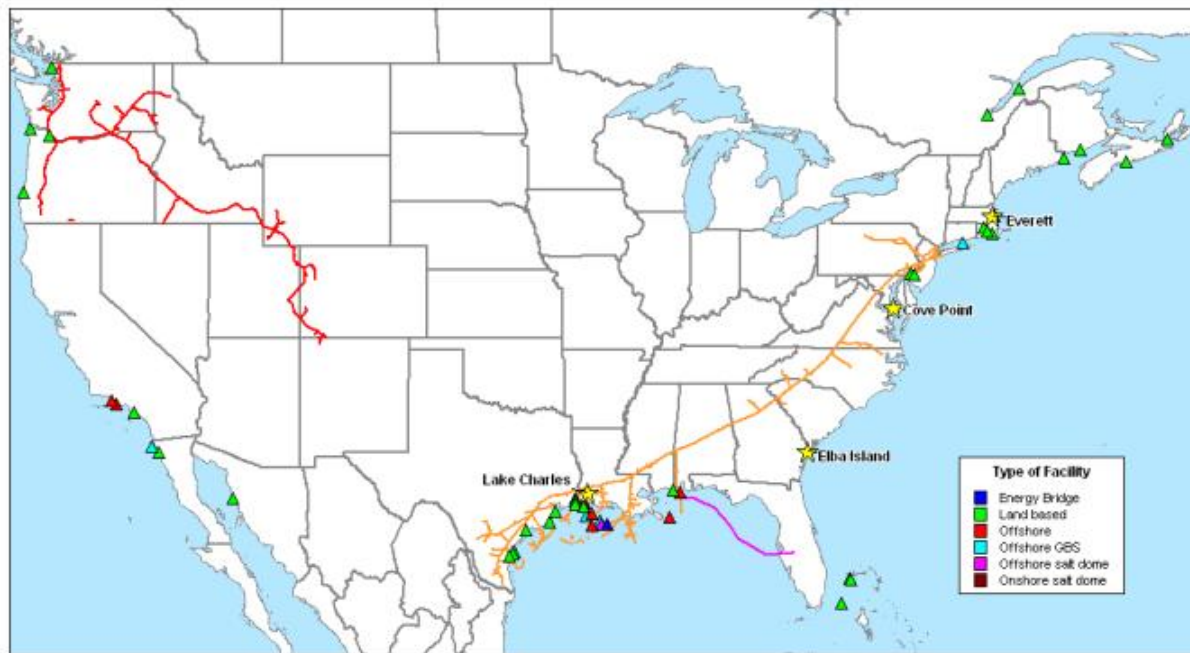 Everett
Cove Point
Elba Island
Lake Charles
Type of Facility
Energy Bridge
Land based
Offshore
Offshore GBS
Offshore salt dome
Onshore salt dome